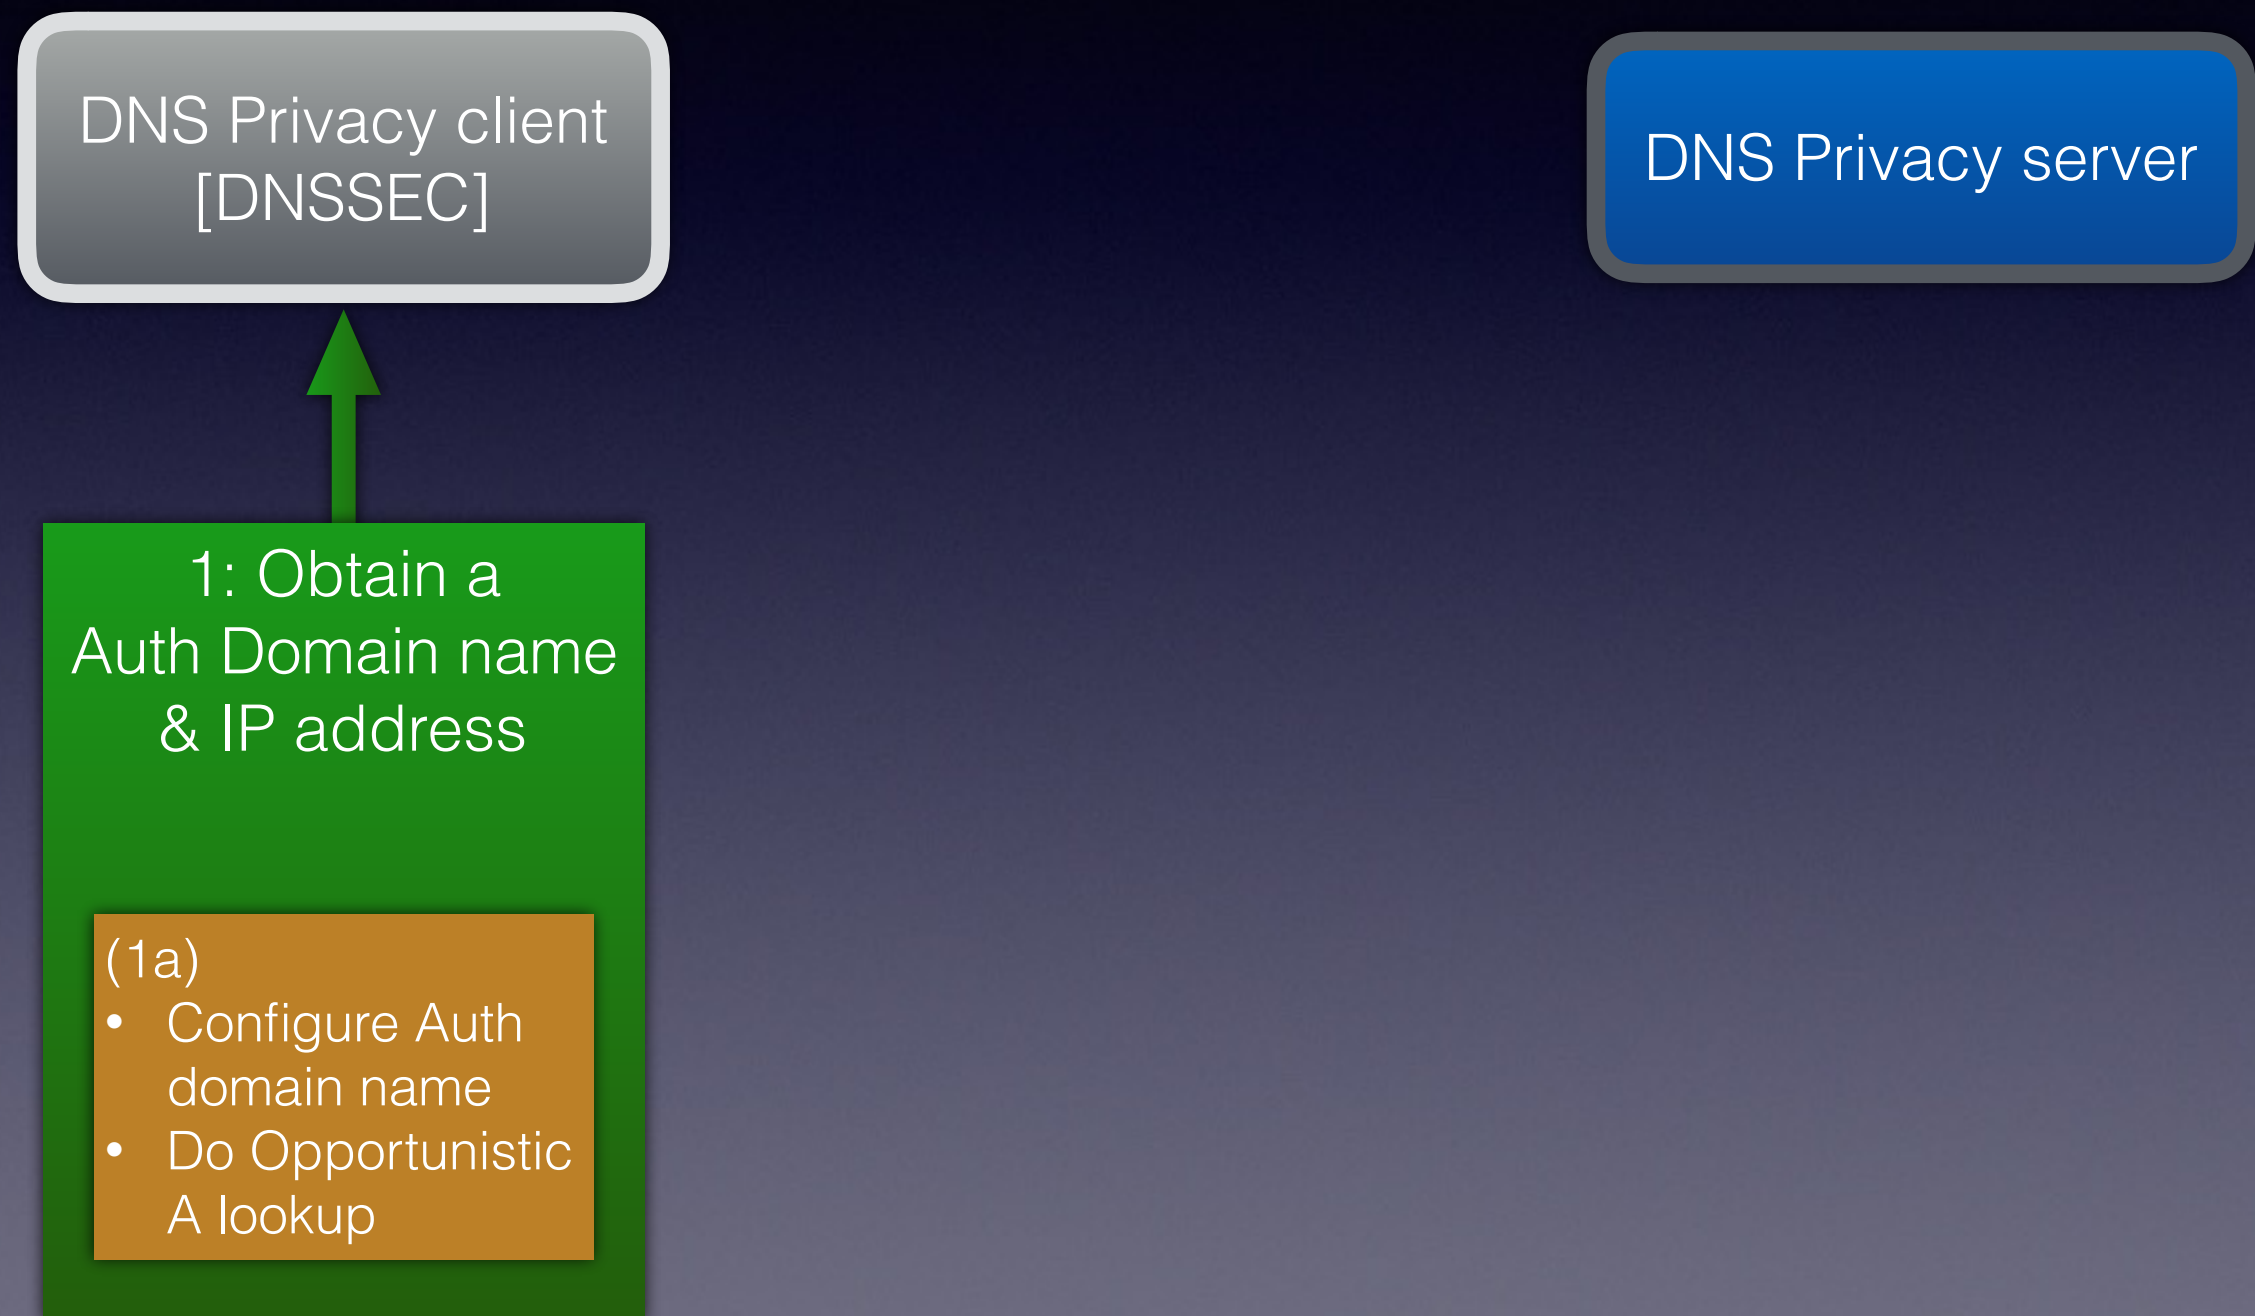 DNS Privacy client
[DNSSEC]
DNS Privacy server
1: Obtain a
Auth Domain name
& IP address
(1a)
• Configure Auth
domain name
• Do Opportunistic
A lookup